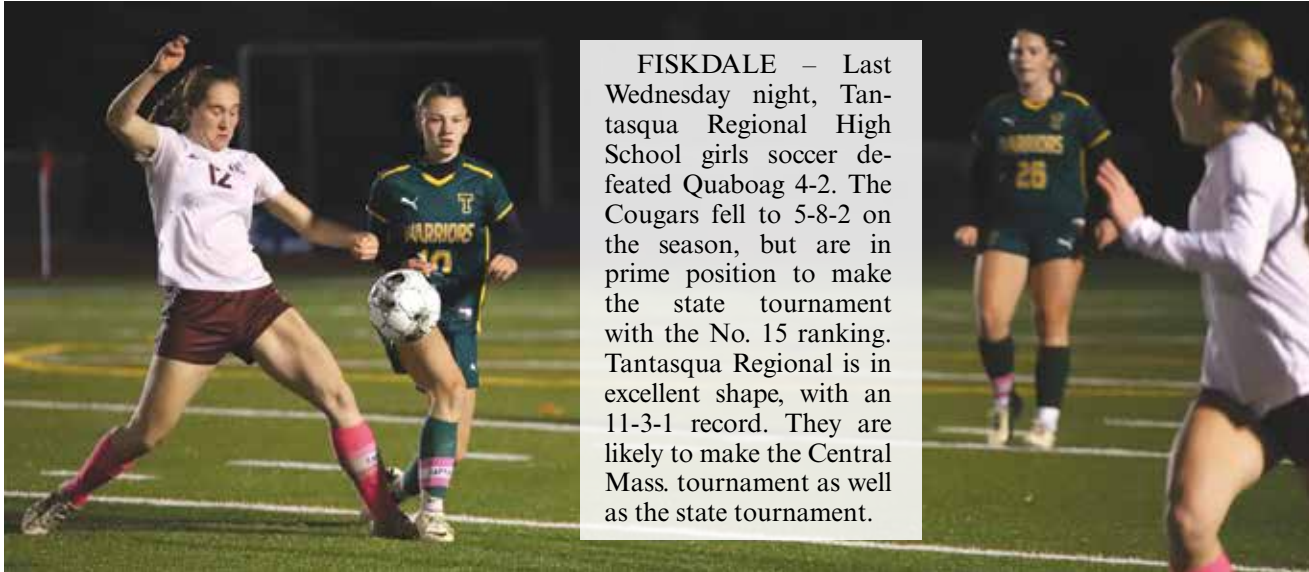 12
T
WARRIORS
WARRIORS
26
FISKDALE – Last
Wednesday night, Tan-
tasqua Regional High
School girls soccer de-
feated Quaboag 4-2. The
Cougars fell to 5-8-2 on
the season, but are in
prime position to make
the state tournament
with the No. 15 ranking.
Tantasqua Regional is in
excellent shape, with an
11-3-1 record. They are
likely to make the Central
Mass. tournament as well
as the state tournament.